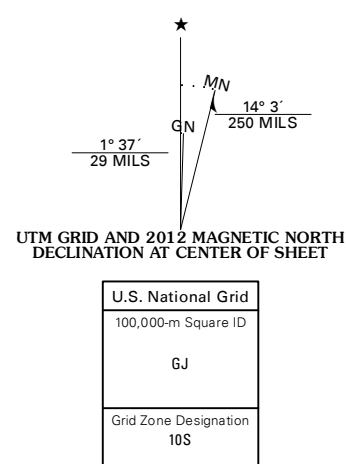 ★
MN
GN
14° 3´
250 MILS
1° 37´
29 MILS
UTM GRID AND 2012 MAGNETIC NORTH
DECLINATION AT CENTER OF SHEET
U.S. National Grid
100,000-m Square ID
GJ
Grid Zone Designation
10S